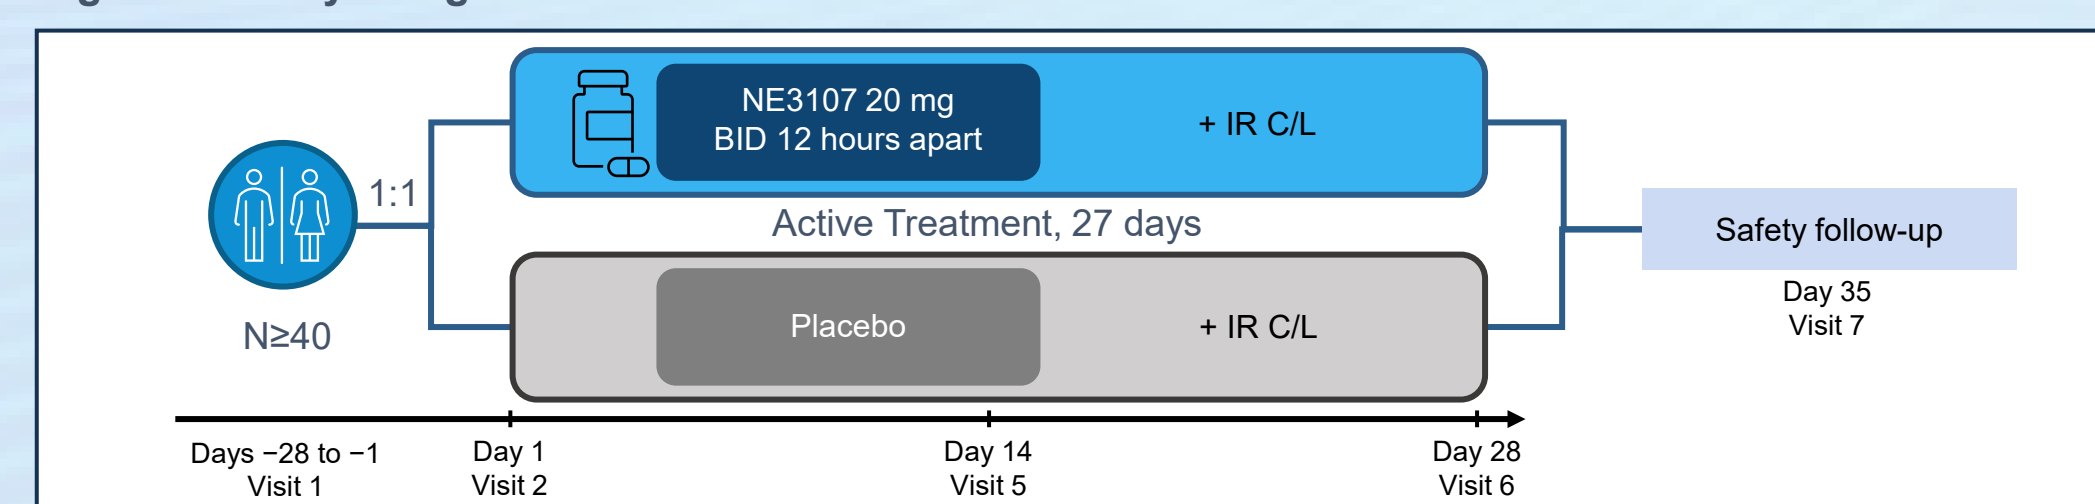 NE3107 20 mg
BID 12 hours apart
+ IR C/L
1:1
Active Treatment, 27 days
N≥40
Placebo
+ IR C/L
Safety follow-up
Day 35
Visit 7
Days −28 to −1
Visit 1
Day 1
Visit 2
Day 14
Visit 5
Day 28
Visit 6